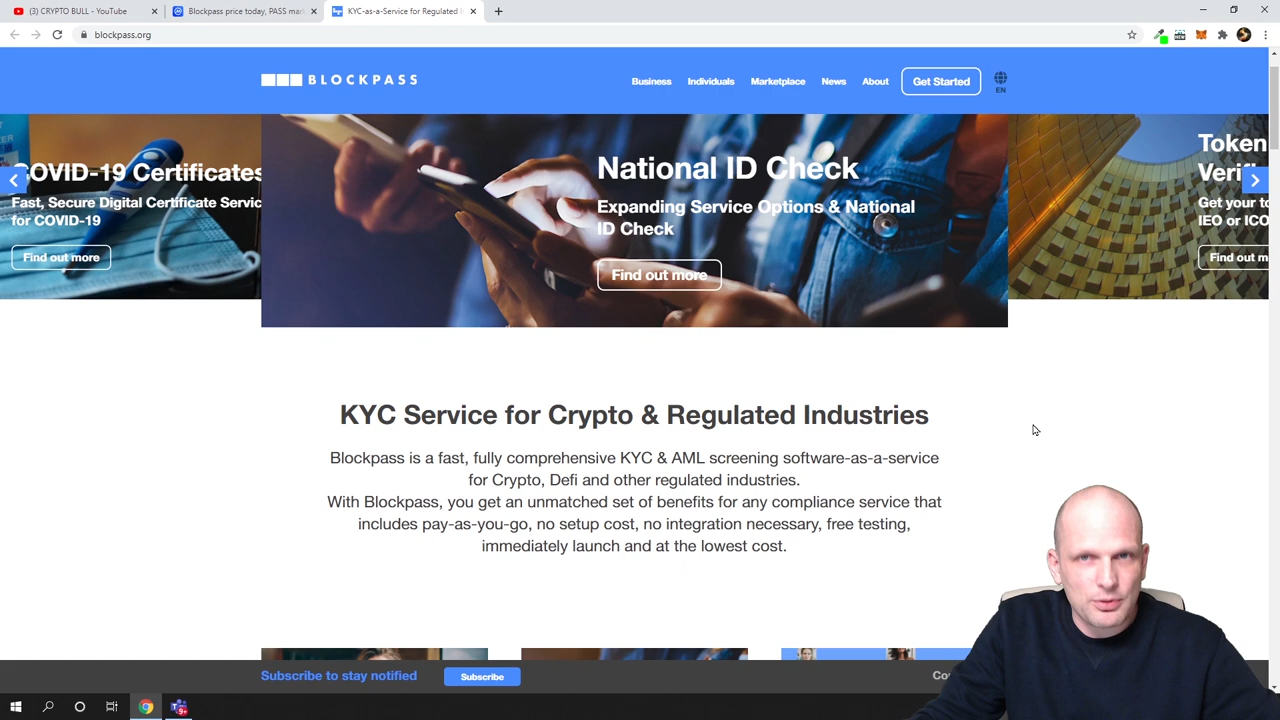 (3) CRYPTO BULL - YouTube
Blockpass price today, PASS mar
KYC-as-a-Service for Regulated I
blockpass.org
BLOCKPASS
Business
Individuals
Marketplace
News
About
Get Started
EN
COVID-19 Certificates
Fast, Secure Digital Certificate Servic
for COVID-19
Find out more
National ID Check
Expanding Service Options & National
ID Check
Find out more
Token
Veri
Get your to
IEO or ICO
Find out m
KYC Service for Crypto & Regulated Industries
Blockpass is a fast, fully comprehensive KYC & AML screening software-as-a-service
for Crypto, Defi and other regulated industries.
With Blockpass, you get an unmatched set of benefits for any compliance service that
includes pay-as-you-go, no setup cost, no integration necessary, free testing,
immediately launch and at the lowest cost.
Subscribe to stay notified
Subscribe
Co
9+